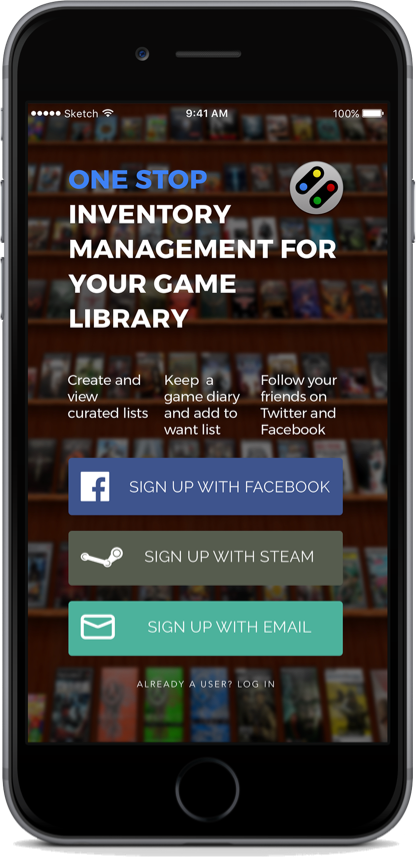 Sketch 9:41 AM 100%
ONE STOP
INVENTORY
MANAGEMENT FOR
YOUR GAME
LIBRARY
Create and
view
curated lists
Keep a
game diary
and add to
want list
Follow your
friends on
Twitter and
Facebook
SIGN UP WITH FACEBOOK
SIGN UP WITH STEAM
SIGN UP WITH EMAIL
ALREADY A USER? LOG IN